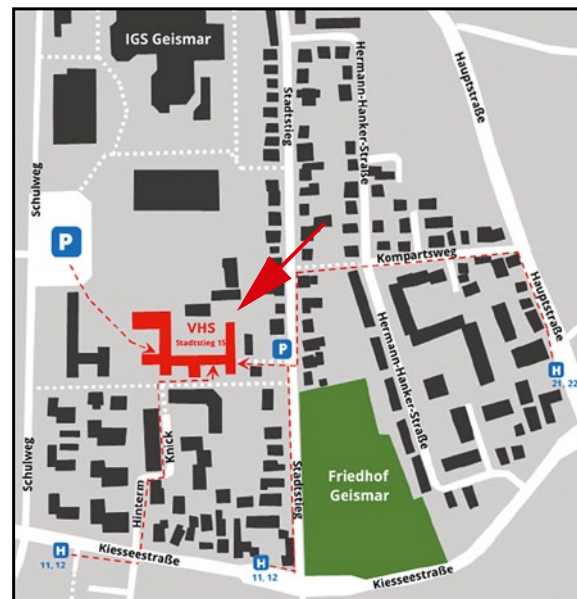 IGS Geismar
Stadtstieg
Hermann-Hanker-Straße
Hauptstraße
Schulweg
P
Kompartsweg
Hauptstraße
VHS
Stadtstieg 15
P
Hermann-Hanker-Straße
H
21, 22
Schulweg
Hinterm
Knick
Stadtstieg
Friedhof
Geismar
Kiesseestraße
H
11, 12
H
11, 12
Kiesseestraße